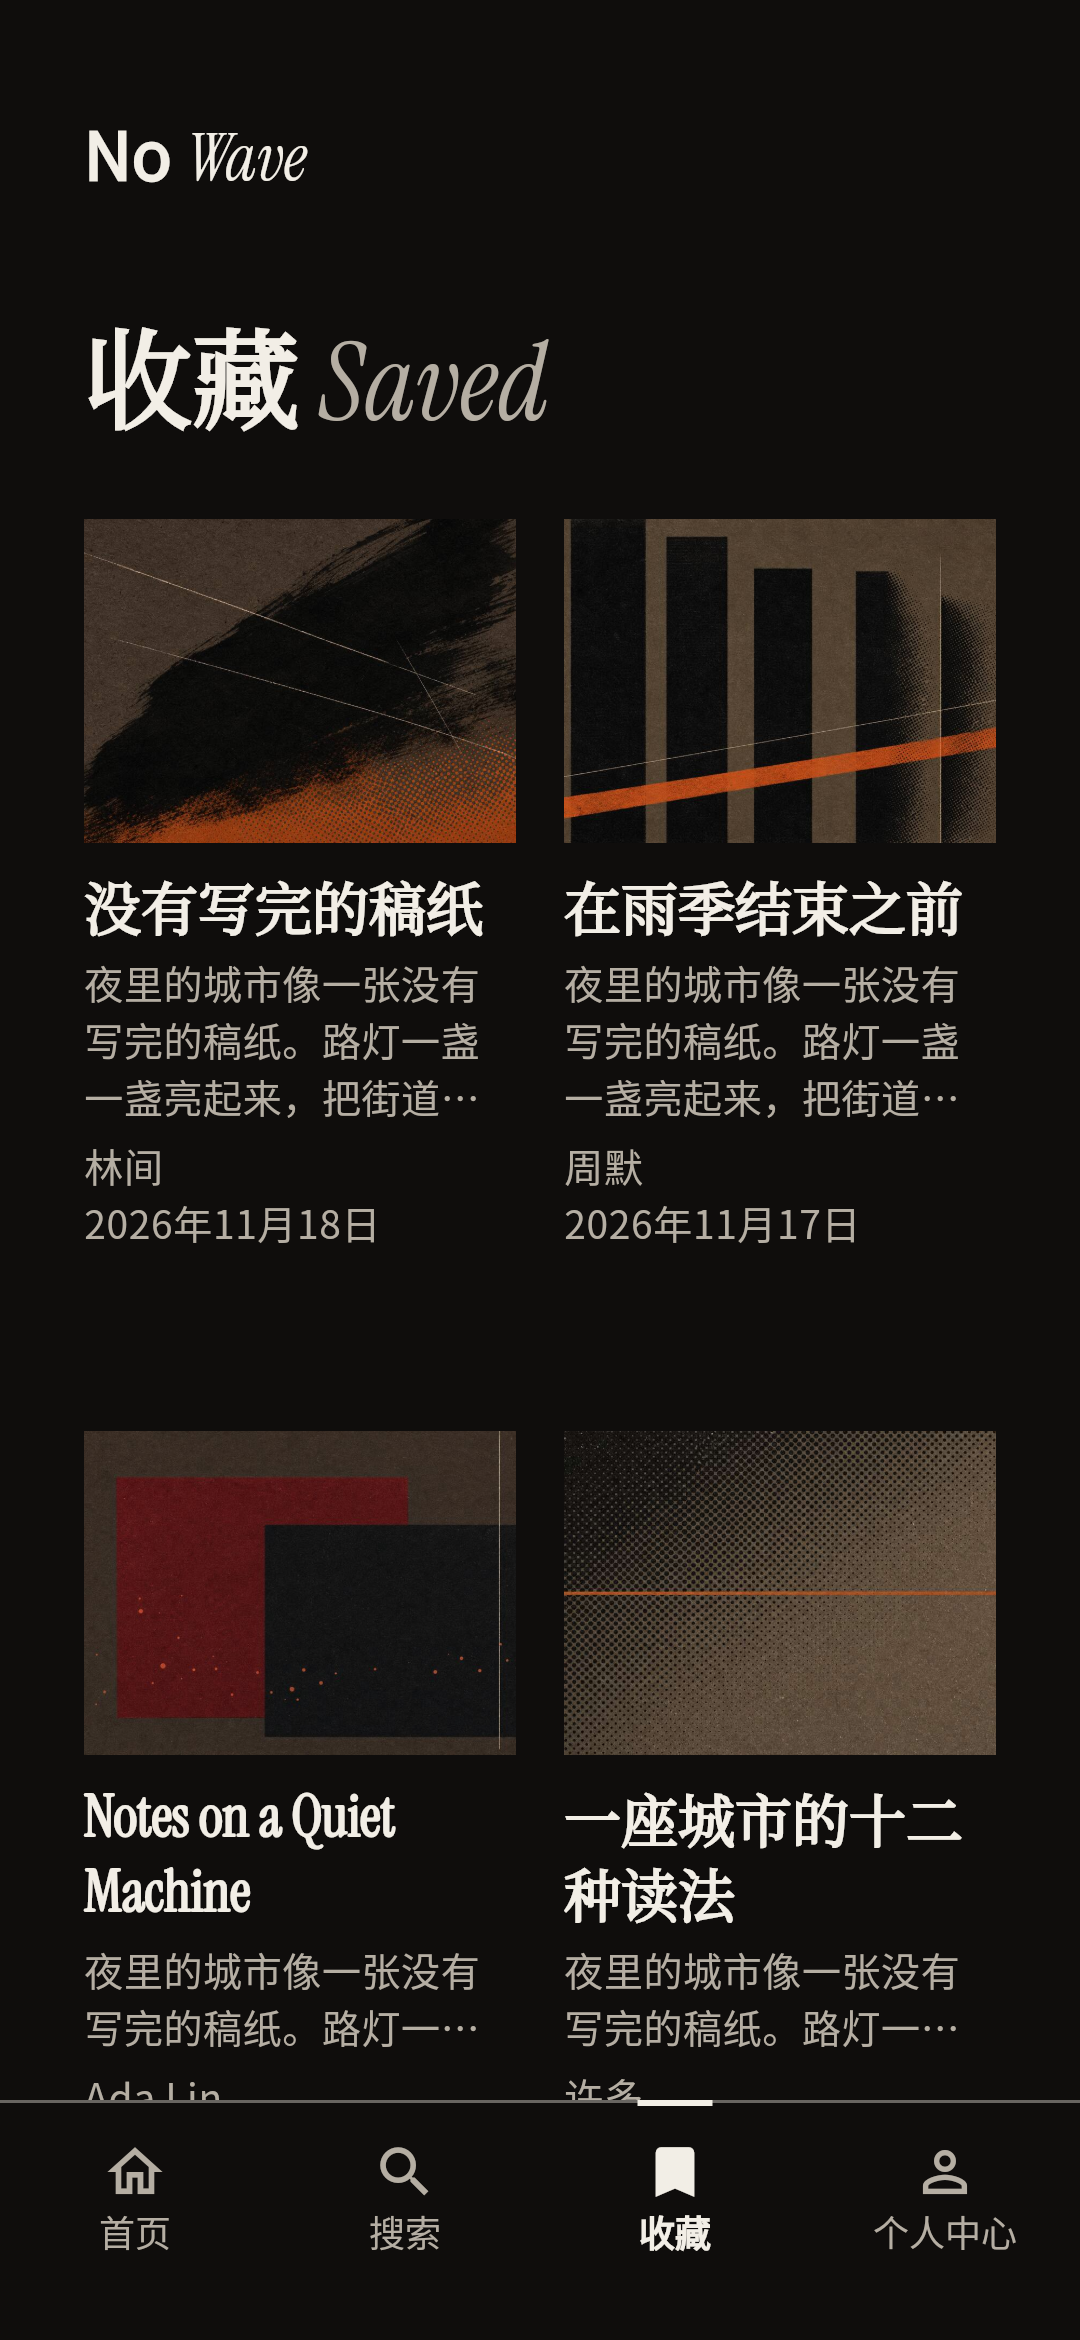 No Wave
收藏 Saved
没有写完的稿纸
夜里的城市像一张没有
写完的稿纸。路灯一盏
一盏亮起来，把街道…
林间
2026年11月18日
在雨季结束之前
夜里的城市像一张没有
写完的稿纸。路灯一盏
一盏亮起来，把街道…
周默
2026年11月17日
Notes on a Quiet
Machine
夜里的城市像一张没有
写完的稿纸。路灯一…
Ada Lin
一座城市的十二
种读法
夜里的城市像一张没有
写完的稿纸。路灯一…
许多
首页
搜索
收藏
个人中心